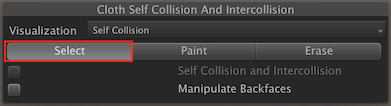 Cloth Self Collision And Intercollision
Visualization Self Collision
Select Paint Erase
Self Collision and Intercollision
Manipulate Backfaces